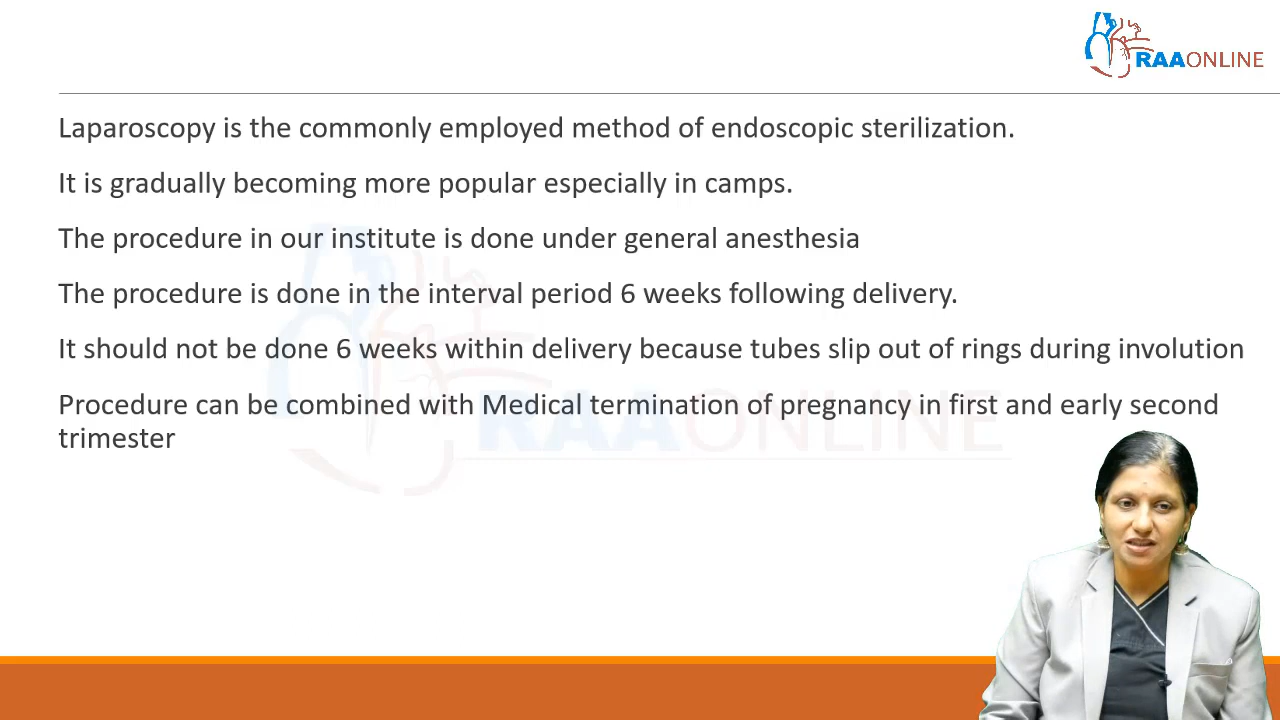 RAAONLINE
Laparoscopy is the commonly employed method of endoscopic sterilization.
It is gradually becoming more popular especially in camps.
The procedure in our institute is done under general anesthesia
The procedure is done in the interval period 6 weeks following delivery.
It should not be done 6 weeks within delivery because tubes slip out of rings during involution
Procedure can be combined with Medical termination of pregnancy in first and early second
trimester
RAAONLINE